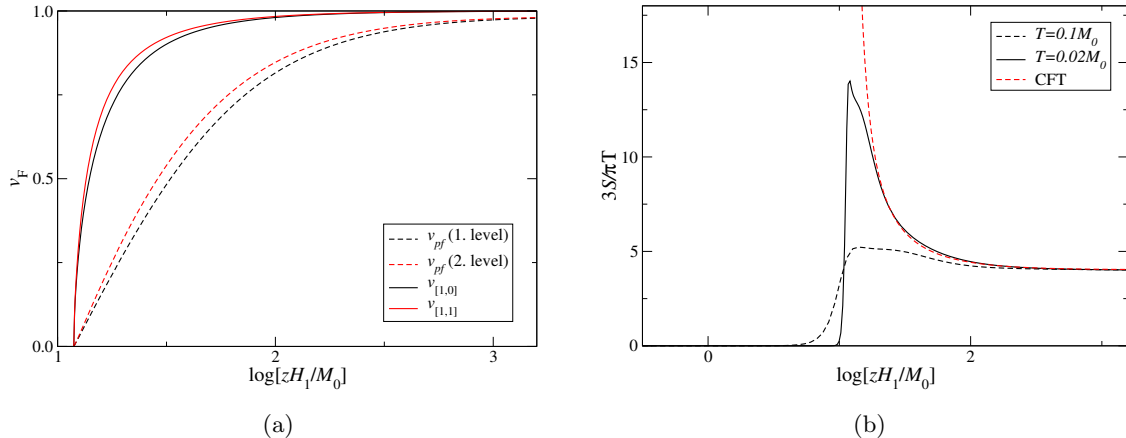 1.0
0.5
0.0
v_F
1
2
3
log[zH_1/M_0]
v_pf (1. level)
v_pf (2. level)
v_[1,0]
v_[1,1]
(a)
15
10
5
0
3S/πT
0
2
log[zH_1/M_0]
T=0.1M_0
T=0.02M_0
CFT
(b)